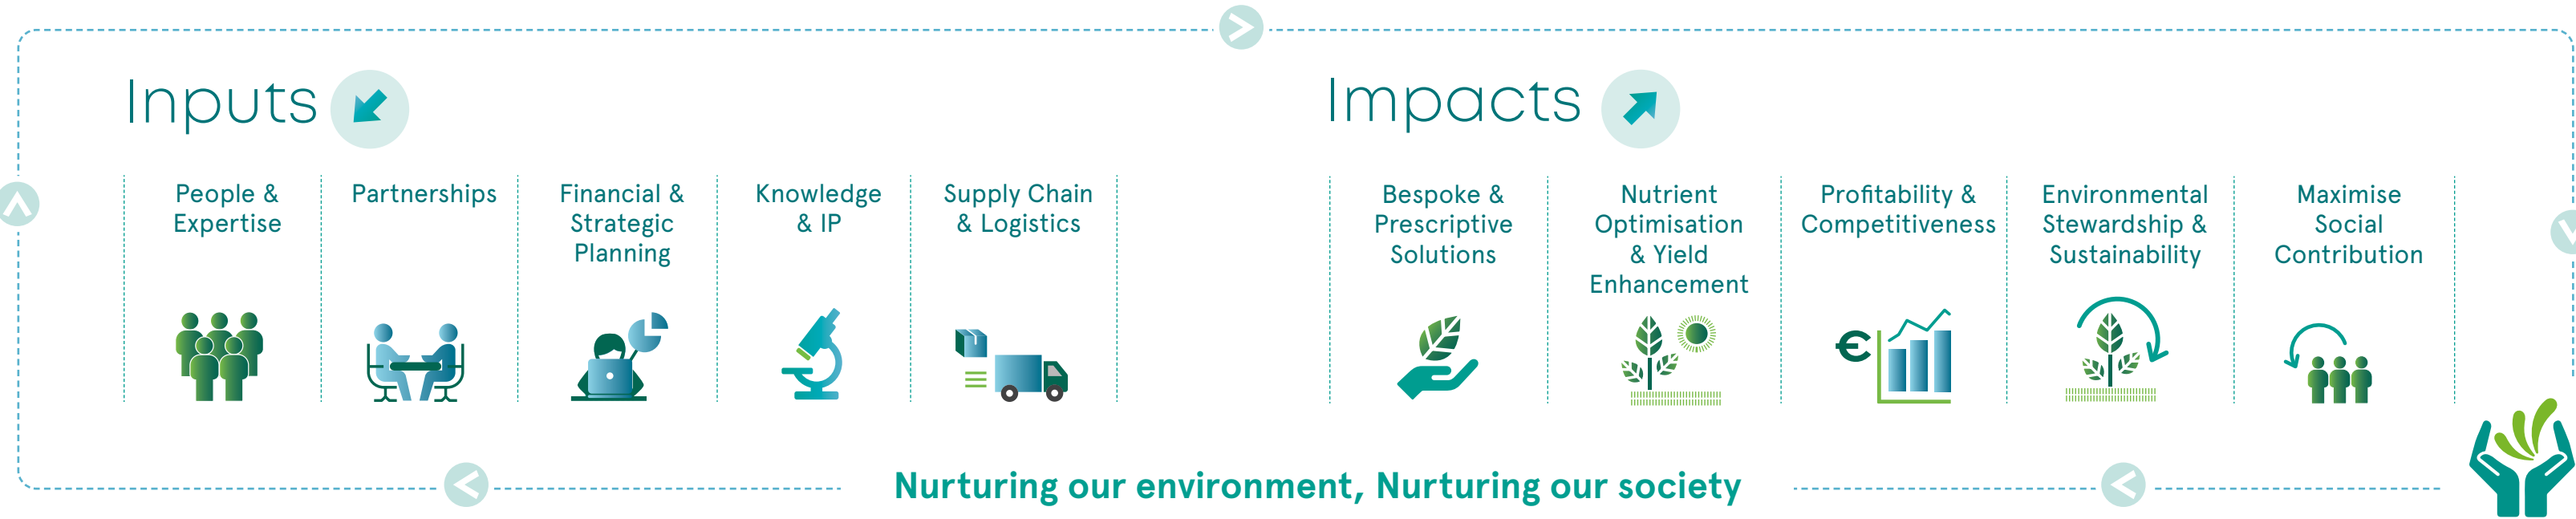 Inputs
People &
Expertise
Partnerships
Financial &
Strategic
Planning
Knowledge
& IP
Supply Chain
& Logistics
Impacts
Bespoke &
Prescriptive
Solutions
Nutrient
Optimisation
& Yield
Enhancement
Profitability &
Competitiveness
€
Environmental
Stewardship &
Sustainability
Maximise
Social
Contribution
Nurturing our environment, Nurturing our society